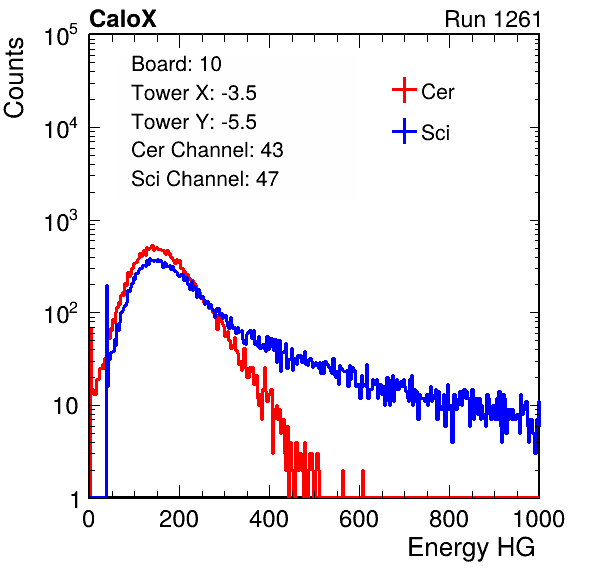 CaloX Run 1261
Board: 10
Tower X: -3.5
Tower Y: -5.5
Cer Channel: 43
Sci Channel: 47
Cer
Sci
Counts
10^5
10^4
10^3
10^2
10
1
0 200 400 600 800 1000
Energy HG